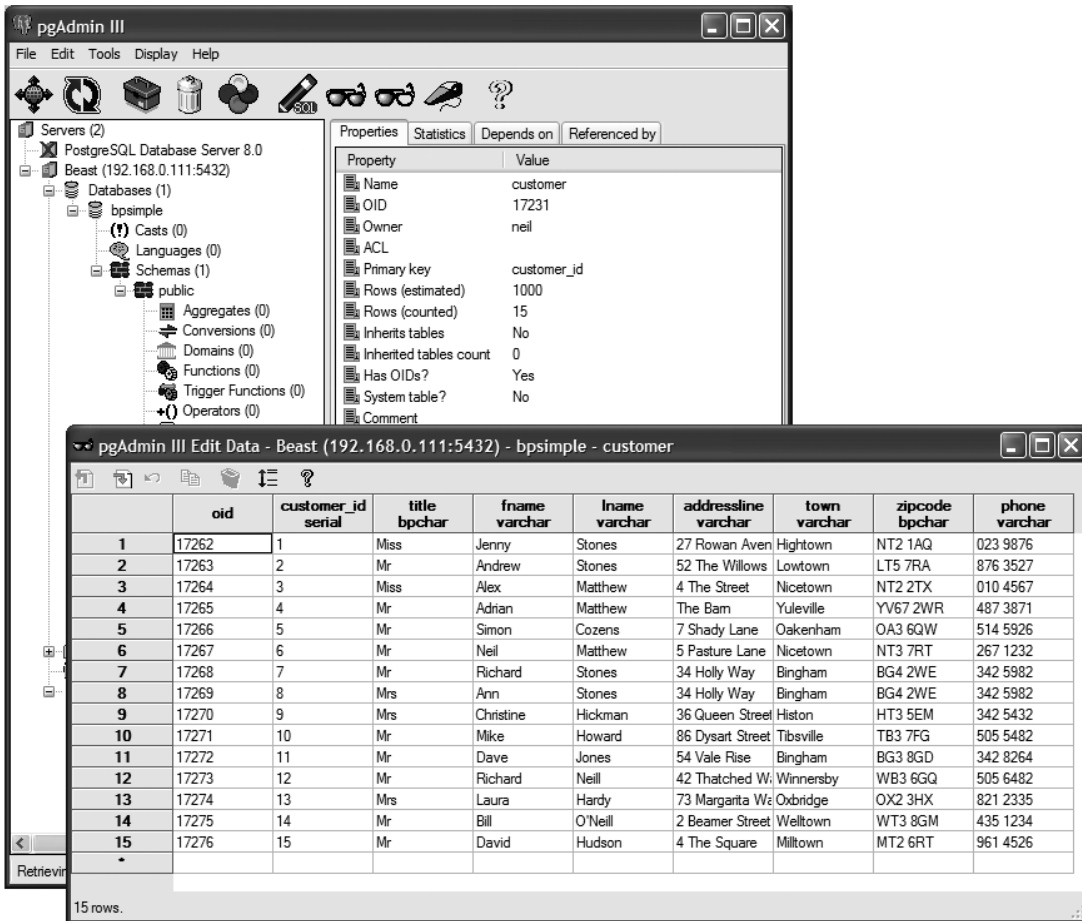 pgAdmin III
File Edit Tools Display Help
SQL
Servers (2)
PostgreSQL Database Server 8.0
Beast (192.168.0.111:5432)
Databases (1)
bpsimple
Casts (0)
Languages (0)
Schemas (1)
public
Aggregates (0)
Conversions (0)
Domains (0)
Functions (0)
Trigger Functions (0)
Operators (0)
Properties Statistics Depends on Referenced by
Property Value
Name customer
OID 17231
Owner neil
ACL
Primary key customer_id
Rows (estimated) 1000
Rows (counted) 15
Inherits tables No
Inherited tables count 0
Has OIDs? Yes
System table? No
Comment
Retrievin
pgAdmin III Edit Data - Beast (192.168.0.111:5432) - bpsimple - customer
oid customer_id serial title bpchar fname varchar lname varchar addressline varchar town varchar zipcode bpchar phone varchar
1 17262 1 Miss Jenny Stones 27 Rowan Aven Hightown NT2 1AQ 023 9876
2 17263 2 Mr Andrew Stones 52 The Willows Lowtown LT5 7RA 876 3527
3 17264 3 Miss Alex Matthew 4 The Street Nicetown NT2 2TX 010 4567
4 17265 4 Mr Adrian Matthew The Barn Yuleville YV67 2WR 487 3871
5 17266 5 Mr Simon Cozens 7 Shady Lane Oakenham OA3 6QW 514 5926
6 17267 6 Mr Neil Matthew 5 Pasture Lane Nicetown NT3 7RT 267 1232
7 17268 7 Mr Richard Stones 34 Holly Way Bingham BG4 2WE 342 5982
8 17269 8 Mrs Ann Stones 34 Holly Way Bingham BG4 2WE 342 5982
9 17270 9 Mrs Christine Hickman 36 Queen Street Histon HT3 5EM 342 5432
10 17271 10 Mr Mike Howard 86 Dysart Street Tibsville TB3 7FG 505 5482
11 17272 11 Mr Dave Jones 54 Vale Rise Bingham BG3 8GD 342 8264
12 17273 12 Mr Richard Neill 42 Thatched W Winnersby WB3 6GQ 505 6482
13 17274 13 Mrs Laura Hardy 73 Margarita Wa Oxbridge OX2 3HX 821 2335
14 17275 14 Mr Bill O'Neill 2 Beamer Street Welltown WT3 8GM 435 1234
15 17276 15 Mr David Hudson 4 The Square Milltown MT2 6RT 961 4526
*
15 rows.